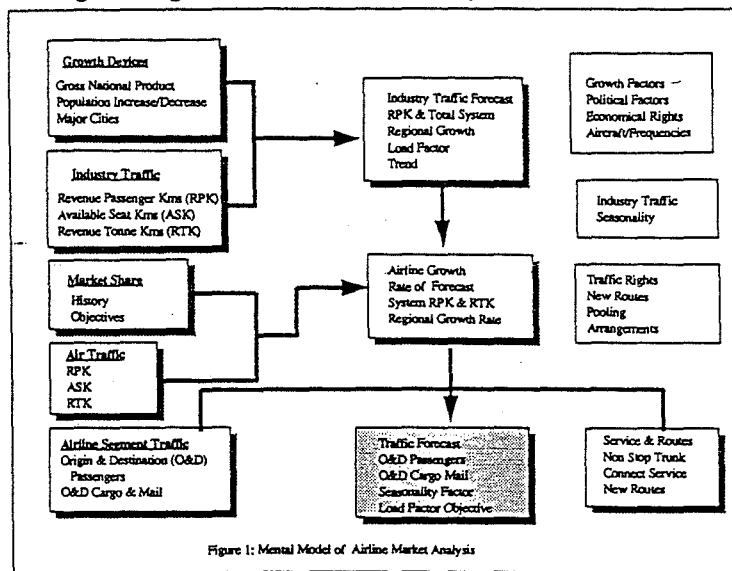 Growth Devices
Gross National Product
Population Increase/Decrease
Major Cities
Industry Traffic
Revenue Passenger Kms (RPK)
Available Seat Kms (ASK)
Revenue Tonne Kms (RTK)
Market Share
History
Objectives
Air Traffic
RPK
ASK
RTK
Airline Segment Traffic
Origin & Destination (O&D)
Passengers
O&D Cargo & Mail
Industry Traffic Forecast
RPK & Total System
Regional Growth
Load Factor
Trend
Airline Growth
Rate of Forecast
System RPK & RTK
Regional Growth Rate
Traffic Forecast
O&D Passengers
O&D Cargo Mail
Seasonality Factor
Load Factor Objective
Growth Factors
Political Factors
Economical Rights
Aircraft/Frequencies
Industry Traffic
Seasonality
Traffic Rights
New Routes
Pooling
Arrangements
Service & Routes
Non Stop Trunk
Connect Service
New Routes
Figure 1: Mental Model of Airline Market Analysis